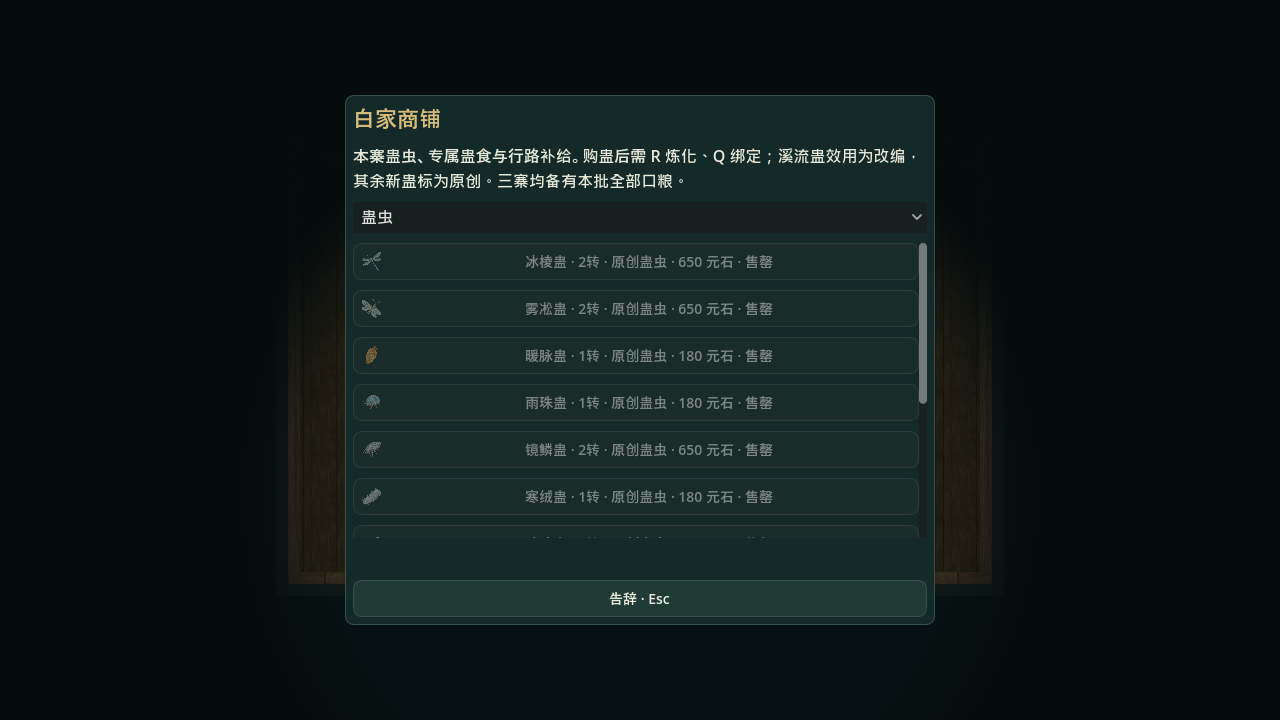 白家商铺
本寨蛊虫、专属蛊食与行路补给。购蛊后需 R 炼化、Q 绑定；溪流蛊效用为改编，
其余新蛊标为原创。三寨均备有本批全部口粮。
蛊虫
冰棱蛊 · 2转 · 原创蛊虫 · 650 元石 · 售罄
雾凇蛊 · 2转 · 原创蛊虫 · 650 元石 · 售罄
暖脉蛊 · 1转 · 原创蛊虫 · 180 元石 · 售罄
雨珠蛊 · 1转 · 原创蛊虫 · 180 元石 · 售罄
镜鳞蛊 · 2转 · 原创蛊虫 · 650 元石 · 售罄
寒绒蛊 · 1转 · 原创蛊虫 · 180 元石 · 售罄
告辞 · Esc